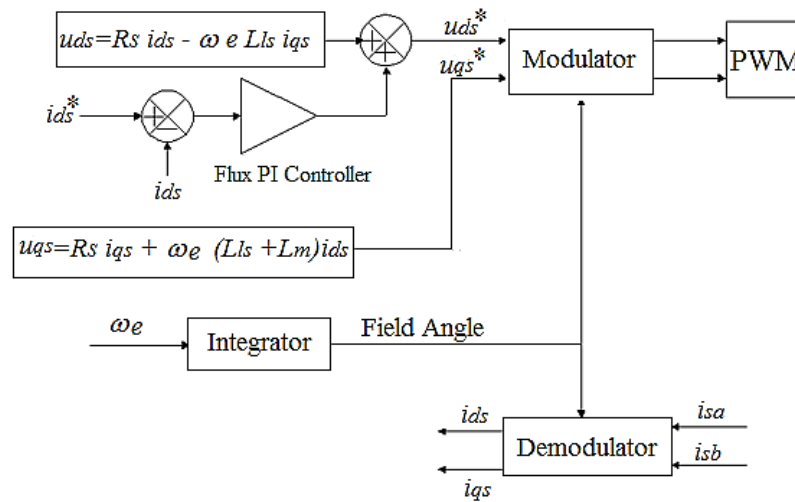 uds=Rs ids - ω e Lls iqs
uds*
uqs*
Modulator
PWM
ids*
ids
Flux PI Controller
uqs=Rs iqs + ωe (Lls +Lm)ids
ωe
Integrator
Field Angle
ids
iqs
Demodulator
isa
isb